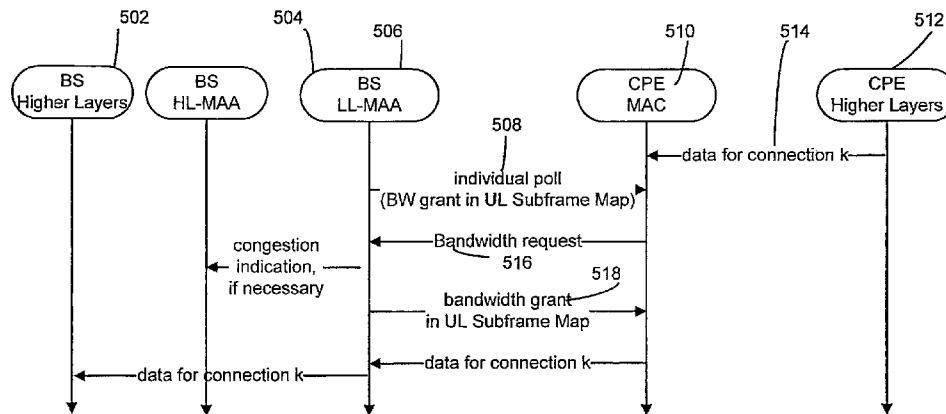 502
504
506
510
514
512
BS
Higher Layers
BS
HL-MAA
BS
LL-MAA
CPE
MAC
CPE
Higher Layers
508
data for connection k
individual poll
(BW grant in UL Subframe Map)
Bandwidth request
516
congestion
indication,
if necessary
518
bandwidth grant
in UL Subframe Map
data for connection k
data for connection k